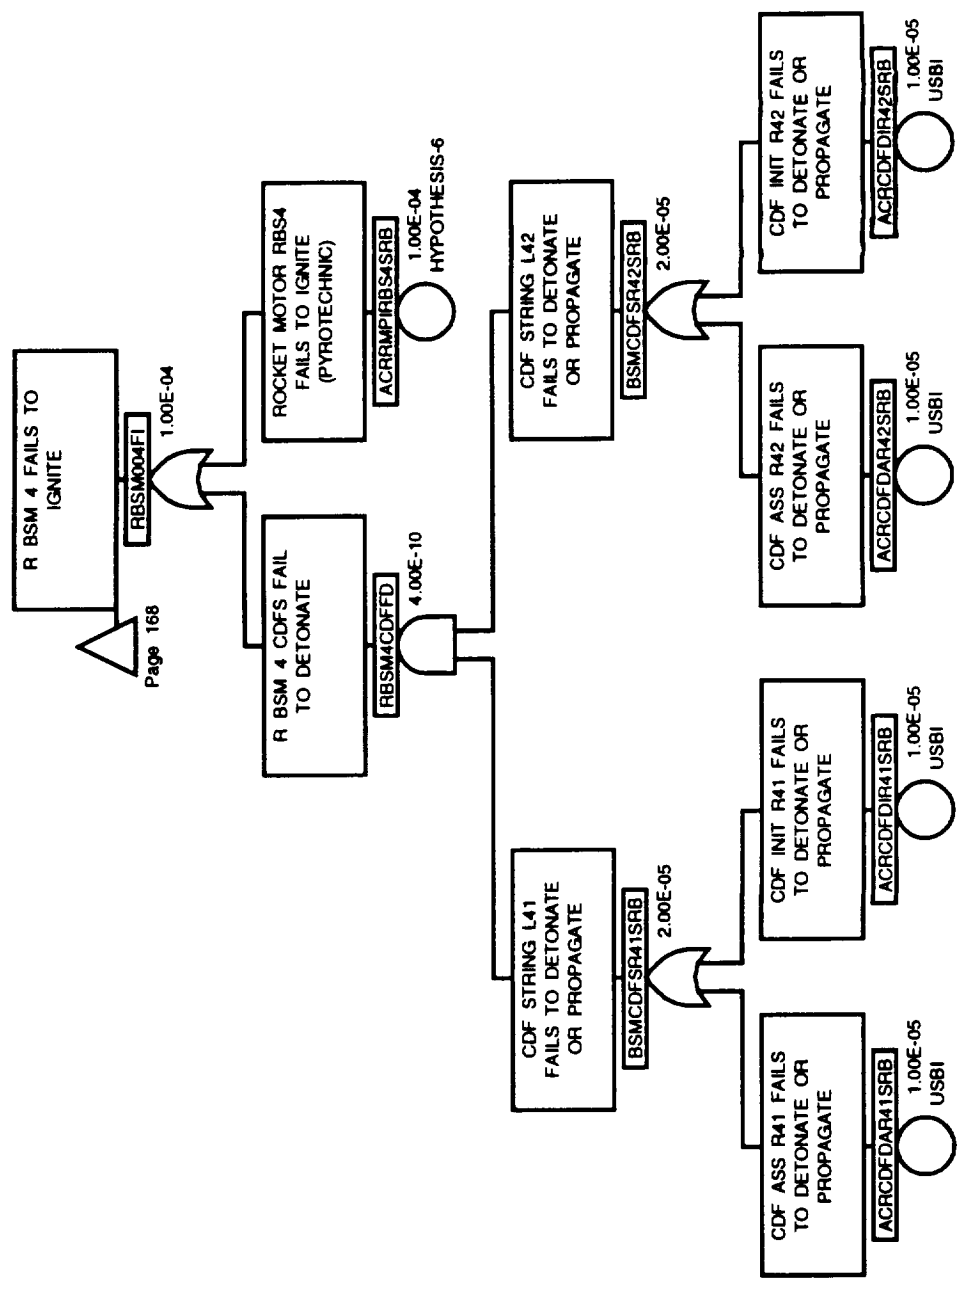 R BSM 4 FAILS TO
IGNITE
RBSM004FI
1.00E-04
Page 168
R BSM 4 CDFS FAIL
TO DETONATE
RBSM4CDFFD
4.00E-10
ROCKET MOTOR RBS4
FAILS TO IGNITE
(PYROTECHNIC)
ACRRMPIRBS4SRB
1.00E-04
HYPOTHESIS-6
CDF STRING L41
FAILS TO DETONATE
OR PROPAGATE
BSMCDFSR41SRB
2.00E-05
CDF STRING L42
FAILS TO DETONATE
OR PROPAGATE
BSMCDFSR42SRB
2.00E-05
CDF ASS R41 FAILS
TO DETONATE OR
PROPAGATE
ACRCDFDAR41SRB
1.00E-05
USBI
CDF INIT R41 FAILS
TO DETONATE OR
PROPAGATE
ACRCDFDIR41SRB
1.00E-05
USBI
CDF ASS R42 FAILS
TO DETONATE OR
PROPAGATE
ACRCDFDAR42SRB
1.00E-05
USBI
CDF INIT R42 FAILS
TO DETONATE OR
PROPAGATE
ACRCDFDIR42SRB
1.00E-05
USBI